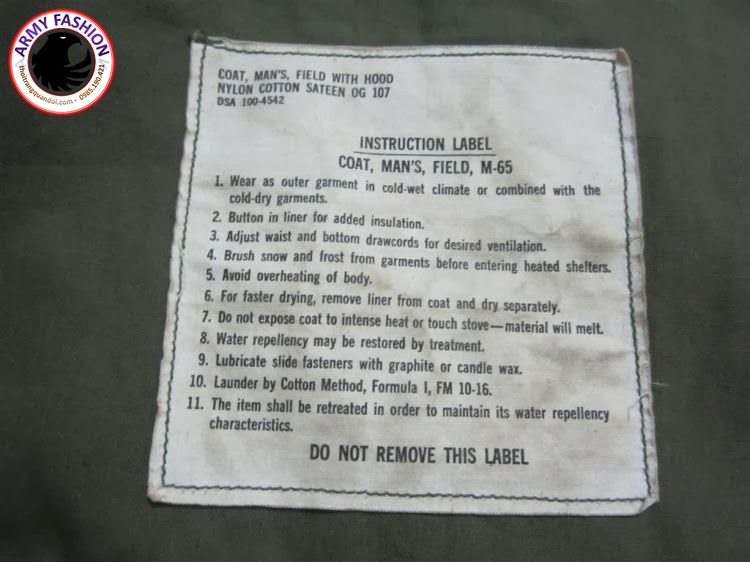 ARMY FASHION
thoitrangquandoi.com - 0985.190.421
COAT, MAN'S, FIELD WITH HOOD
NYLON COTTON SATEEN OG 107
DSA 100-4542
INSTRUCTION LABEL
COAT, MAN'S, FIELD, M-65
1. Wear as outer garment in cold-wet climate or combined with the
cold-dry garments.
2. Button in liner for added insulation.
3. Adjust waist and bottom drawcords for desired ventilation.
4. Brush snow and frost from garments before entering heated shelters.
5. Avoid overheating of body.
6. For faster drying, remove liner from coat and dry separately.
7. Do not expose coat to intense heat or touch stove—material will melt.
8. Water repellency may be restored by treatment.
9. Lubricate slide fasteners with graphite or candle wax.
10. Launder by Cotton Method, Formula I, FM 10-16.
11. The item shall be retreated in order to maintain its water repellency
characteristics.
DO NOT REMOVE THIS LABEL